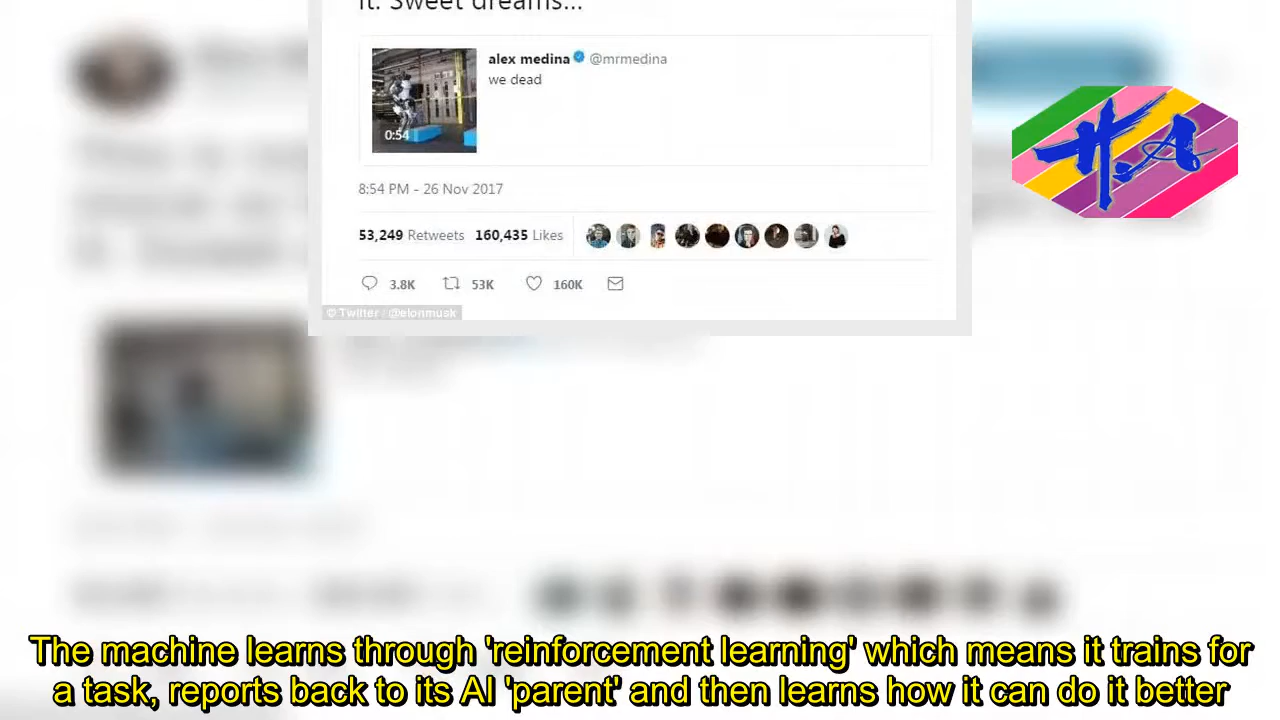 it. Sweet dreams...
alex medina @mrmedina
we dead
0:54
8:54 PM - 26 Nov 2017
53,249 Retweets 160,435 Likes
3.8K 53K 160K
© Twitter / @elonmusk
H.A
The machine learns through 'reinforcement learning' which means it trains for
a task, reports back to its AI 'parent' and then learns how it can do it better